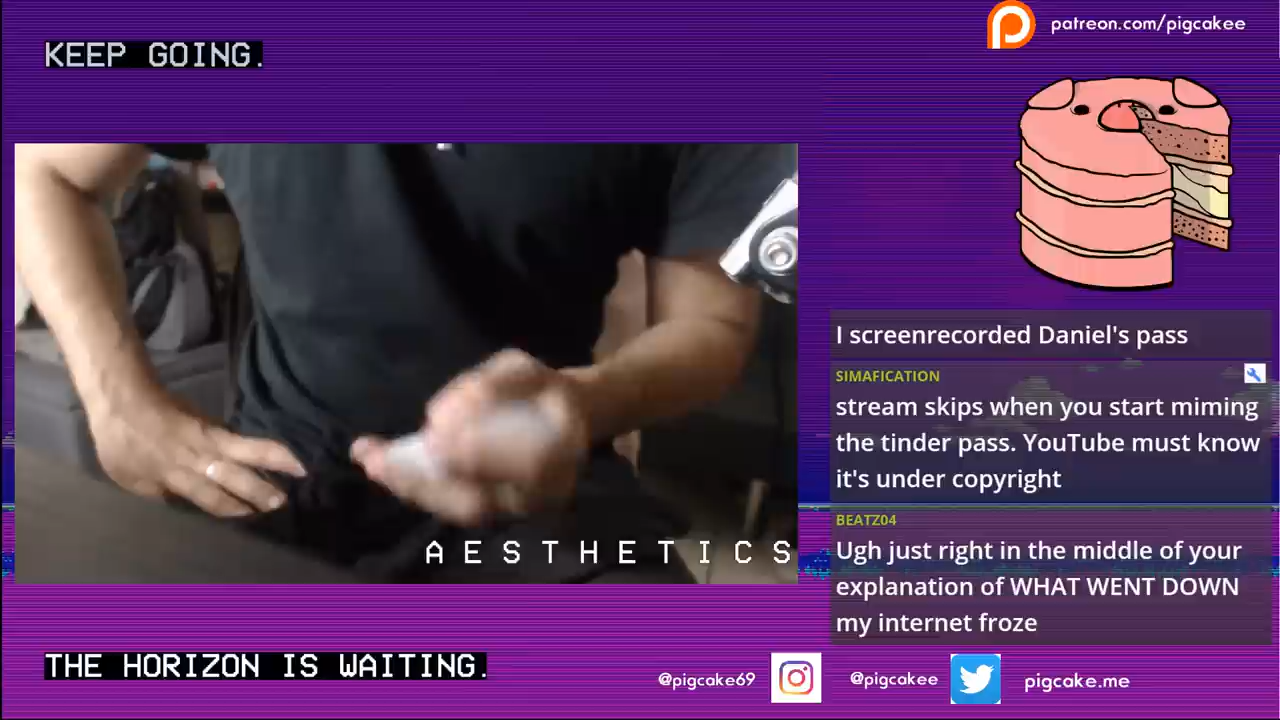 KEEP GOING.
patreon.com/pigcakee
I screenrecorded Daniel's pass
SIMAFICATION
stream skips when you start miming
the tinder pass. YouTube must know
it's under copyright
BEATZ04
Ugh just right in the middle of your
explanation of WHAT WENT DOWN
my internet froze
AESTHETICS
THE HORIZON IS WAITING.
@pigcake69
@pigcakee
pigcake.me